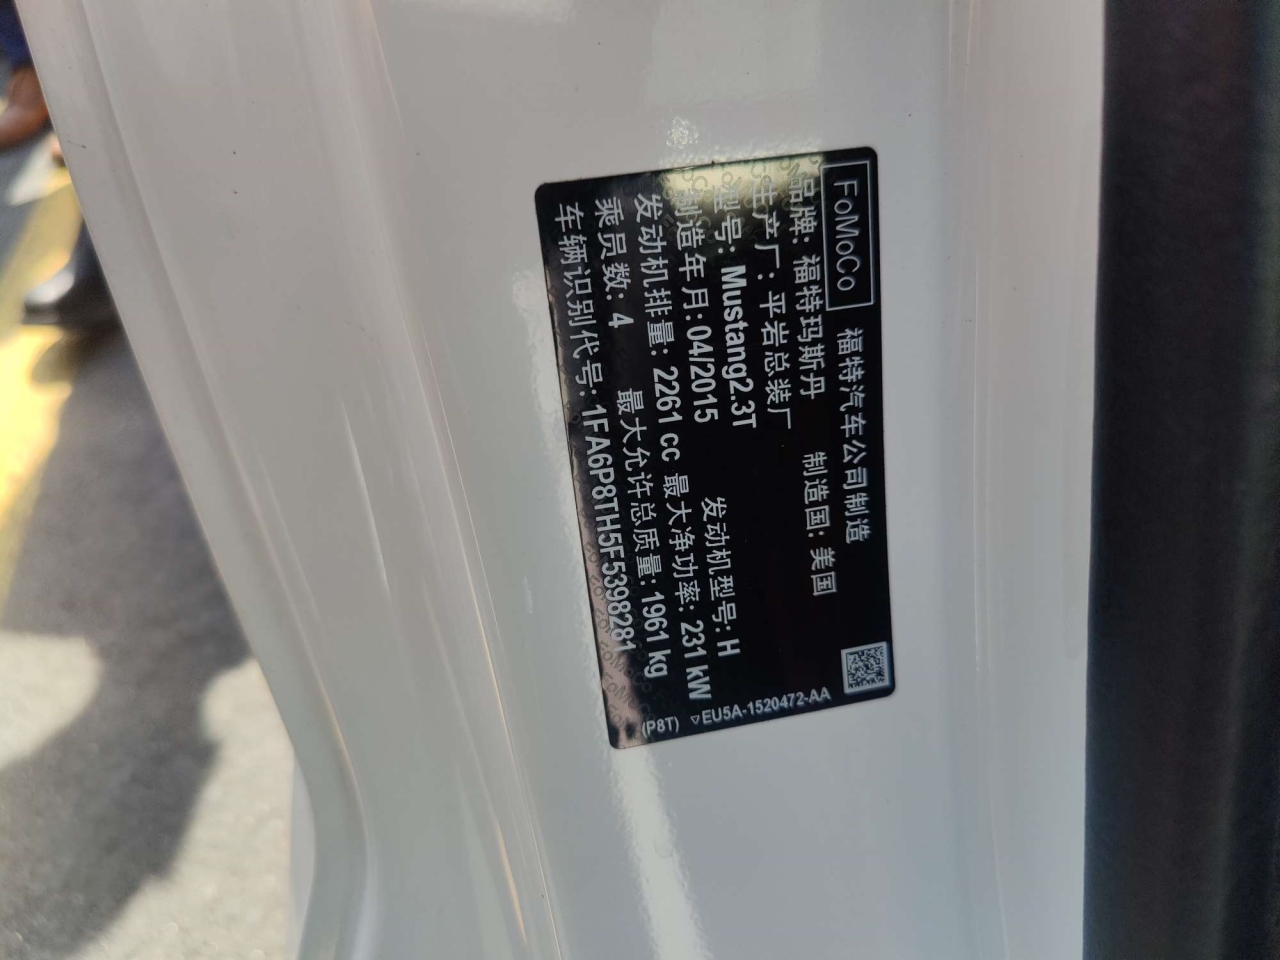 FoMoCo 福特汽车公司制造
品牌: 福特玛斯丹 制造国: 美国
生产厂: 平岩总装厂
型号: Mustang2.3T 发动机型号: H
制造年月: 04/2015 最大净功率: 231 kW
发动机排量: 2261 cc 最大允许总质量: 1961 kg
乘员数: 4
车辆识别代号: 1FA6P8TH5F5398281
(P8T) ▽EU5A-1520472-AA